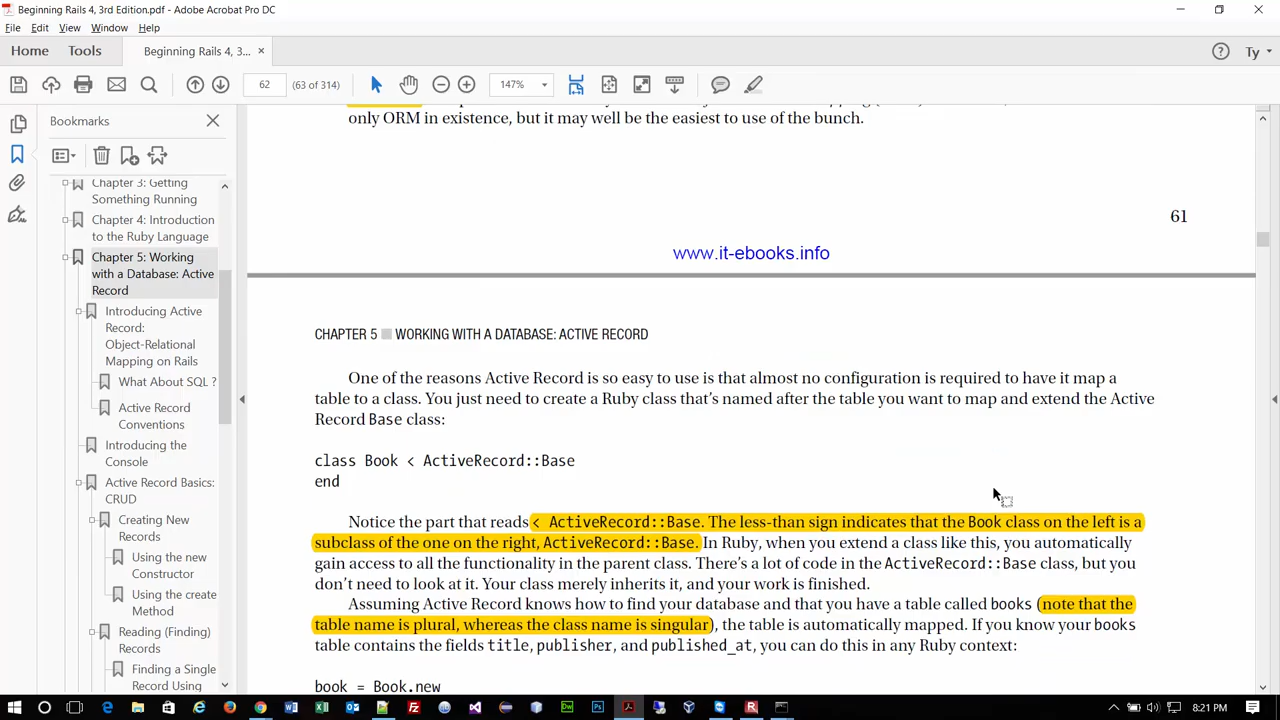 Beginning Rails 4, 3rd Edition.pdf - Adobe Acrobat Pro DC
File Edit View Window Help
Home Tools Beginning Rails 4, 3... × Ty
62 (63 of 314) 147%
Bookmarks
Chapter 3: Getting
Something Running
Chapter 4: Introduction
to the Ruby Language
Chapter 5: Working
with a Database: Active
Record
Introducing Active
Record:
Object-Relational
Mapping on Rails
What About SQL ?
Active Record
Conventions
Introducing the
Console
Active Record Basics:
CRUD
Creating New
Records
Using the new
Constructor
Using the create
Method
Reading (Finding)
Records
Finding a Single
Record Using
only ORM in existence, but it may well be the easiest to use of the bunch.
61
www.it-ebooks.info
CHAPTER 5 ■ WORKING WITH A DATABASE: ACTIVE RECORD
One of the reasons Active Record is so easy to use is that almost no configuration is required to have it map a
table to a class. You just need to create a Ruby class that’s named after the table you want to map and extend the Active
Record Base class:
class Book < ActiveRecord::Base
end
Notice the part that reads < ActiveRecord::Base. The less-than sign indicates that the Book class on the left is a
subclass of the one on the right, ActiveRecord::Base. In Ruby, when you extend a class like this, you automatically
gain access to all the functionality in the parent class. There’s a lot of code in the ActiveRecord::Base class, but you
don’t need to look at it. Your class merely inherits it, and your work is finished.
Assuming Active Record knows how to find your database and that you have a table called books (note that the
table name is plural, whereas the class name is singular), the table is automatically mapped. If you know your books
table contains the fields title, publisher, and published_at, you can do this in any Ruby context:
book = Book.new
8:21 PM